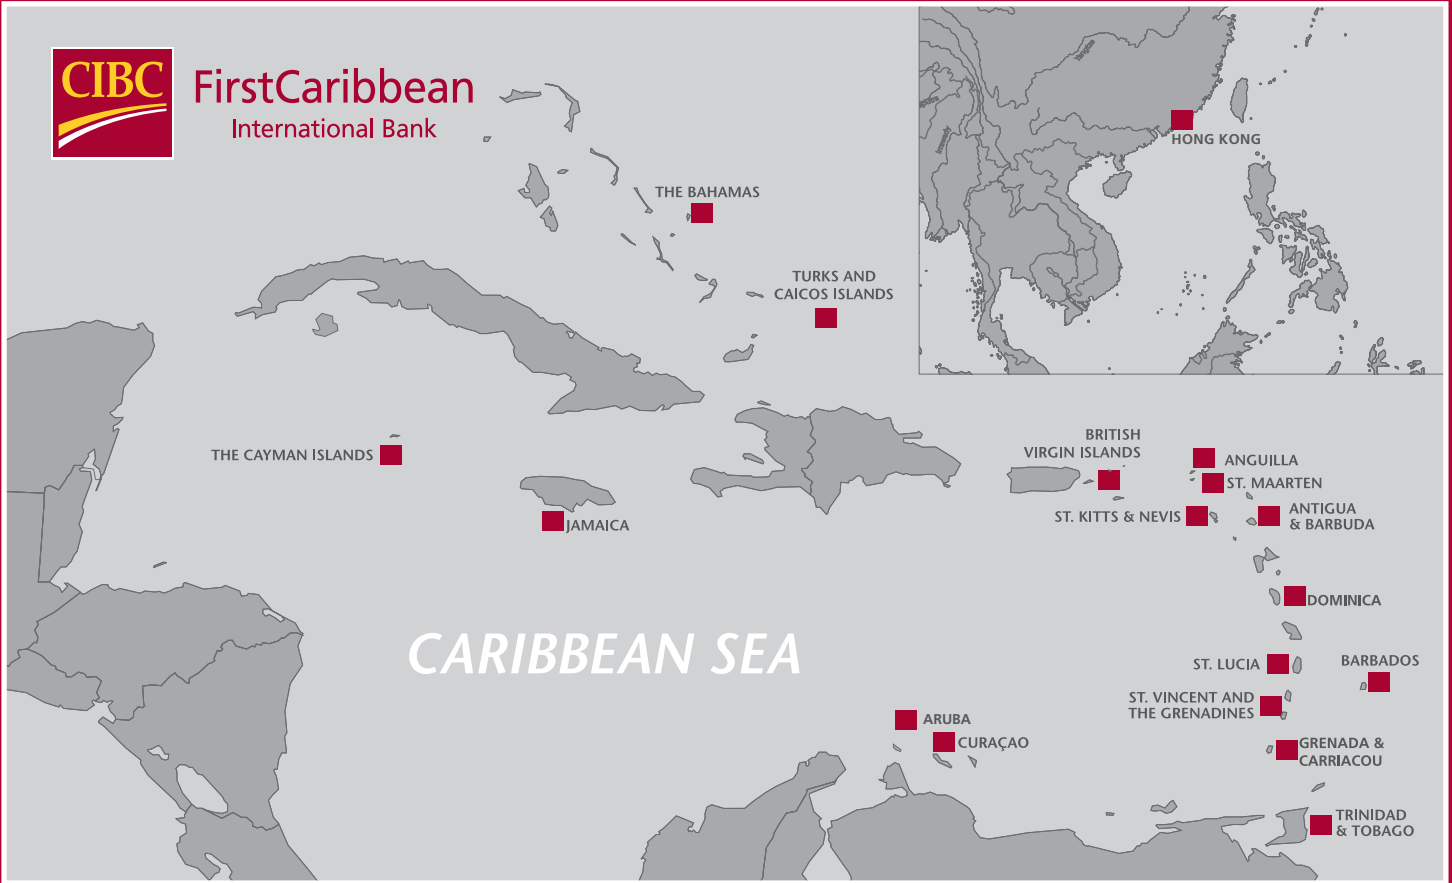 CIBC
FirstCaribbean
International Bank
HONG KONG
THE BAHAMAS
TURKS AND
CAICOS ISLANDS
BRITISH
VIRGIN ISLANDS
THE CAYMAN ISLANDS
ANGUILLA
ST. MAARTEN
JAMAICA
ST. KITTS & NEVIS
ANTIGUA
& BARBUDA
DOMINICA
CARIBBEAN SEA
ST. LUCIA
BARBADOS
ST. VINCENT AND
THE GRENADINES
ARUBA
CURAÇAO
GRENADA &
CARRIACOU
TRINIDAD
& TOBAGO